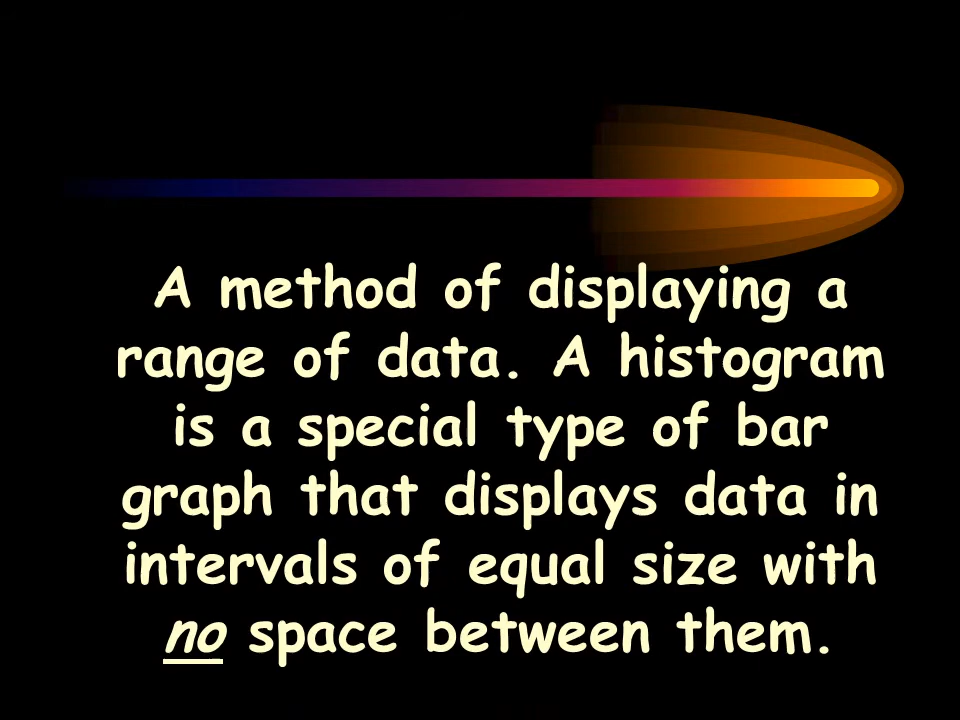 A method of displaying a
range of data. A histogram
is a special type of bar
graph that displays data in
intervals of equal size with
no space between them.